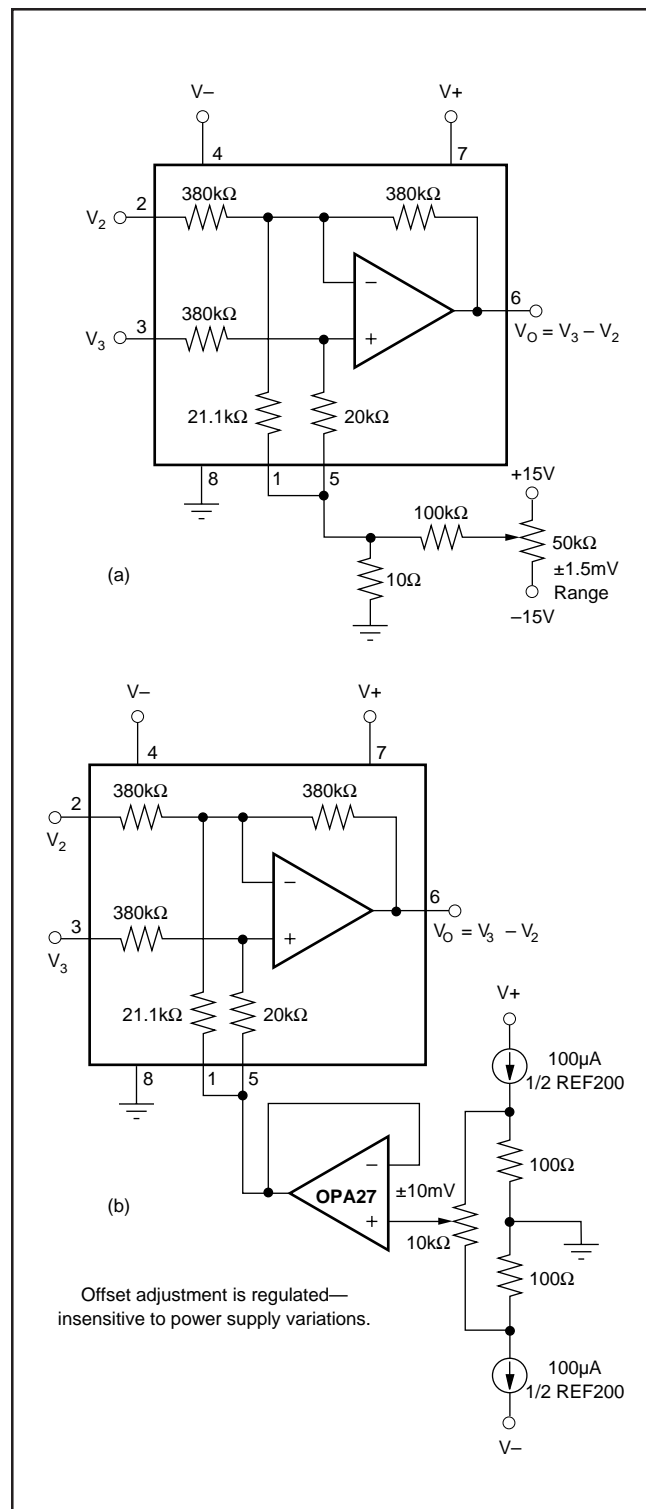 V–
V+
4
7
2
380kΩ
380kΩ
V2
–
6
3
380kΩ
V3
+
VO = V3 – V2
21.1kΩ
20kΩ
8
1
5
+15V
100kΩ
50kΩ
±1.5mV
Range
(a)
10Ω
–15V
V–
V+
4
7
2
380kΩ
380kΩ
V2
–
6
3
380kΩ
+
V3
VO = V3 – V2
21.1kΩ
20kΩ
V+
8
1
5
100µA
1/2 REF200
–
100Ω
(b)
OPA27
±10mV
+
10kΩ
100Ω
Offset adjustment is regulated—
insensitive to power supply variations.
100µA
1/2 REF200
V–